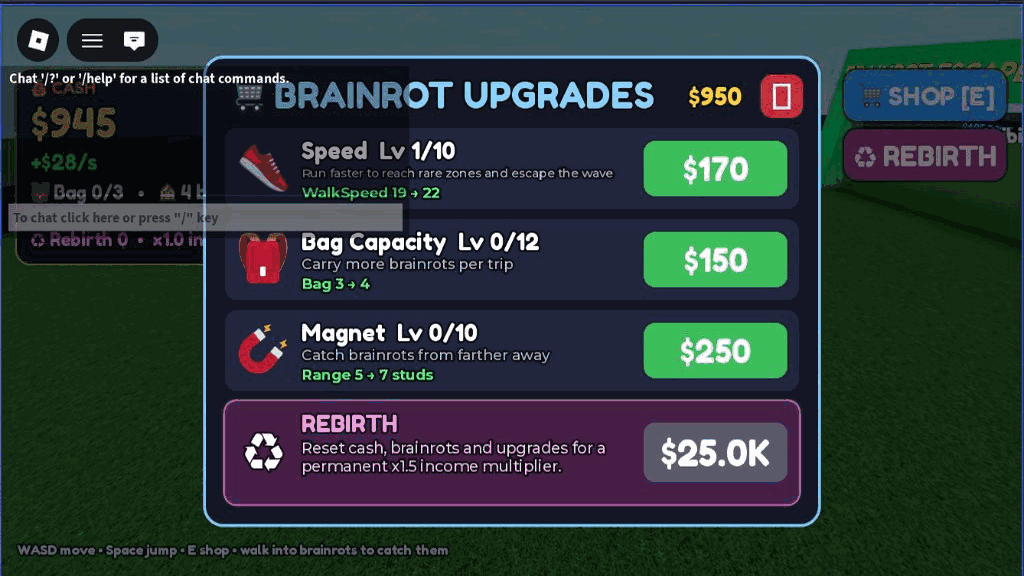 Chat '/?' or '/help' for a list of chat commands.
CASH
$945
+$28/s
Bag 0/3 • 4 b
To chat click here or press "/" key
Rebirth 0 • x1.0 in
BRAINROT UPGRADES
$950
Speed Lv 1/10
Run faster to reach rare zones and escape the wave
WalkSpeed 19 → 22
$170
Bag Capacity Lv 0/12
Carry more brainrots per trip
Bag 3 → 4
$150
Magnet Lv 0/10
Catch brainrots from farther away
Range 5 → 7 studs
$250
REBIRTH
Reset cash, brainrots and upgrades for a
permanent x1.5 income multiplier.
$25.0K
SHOP [E]
REBIRTH
WASD move • Space jump • E shop • walk into brainrots to catch them